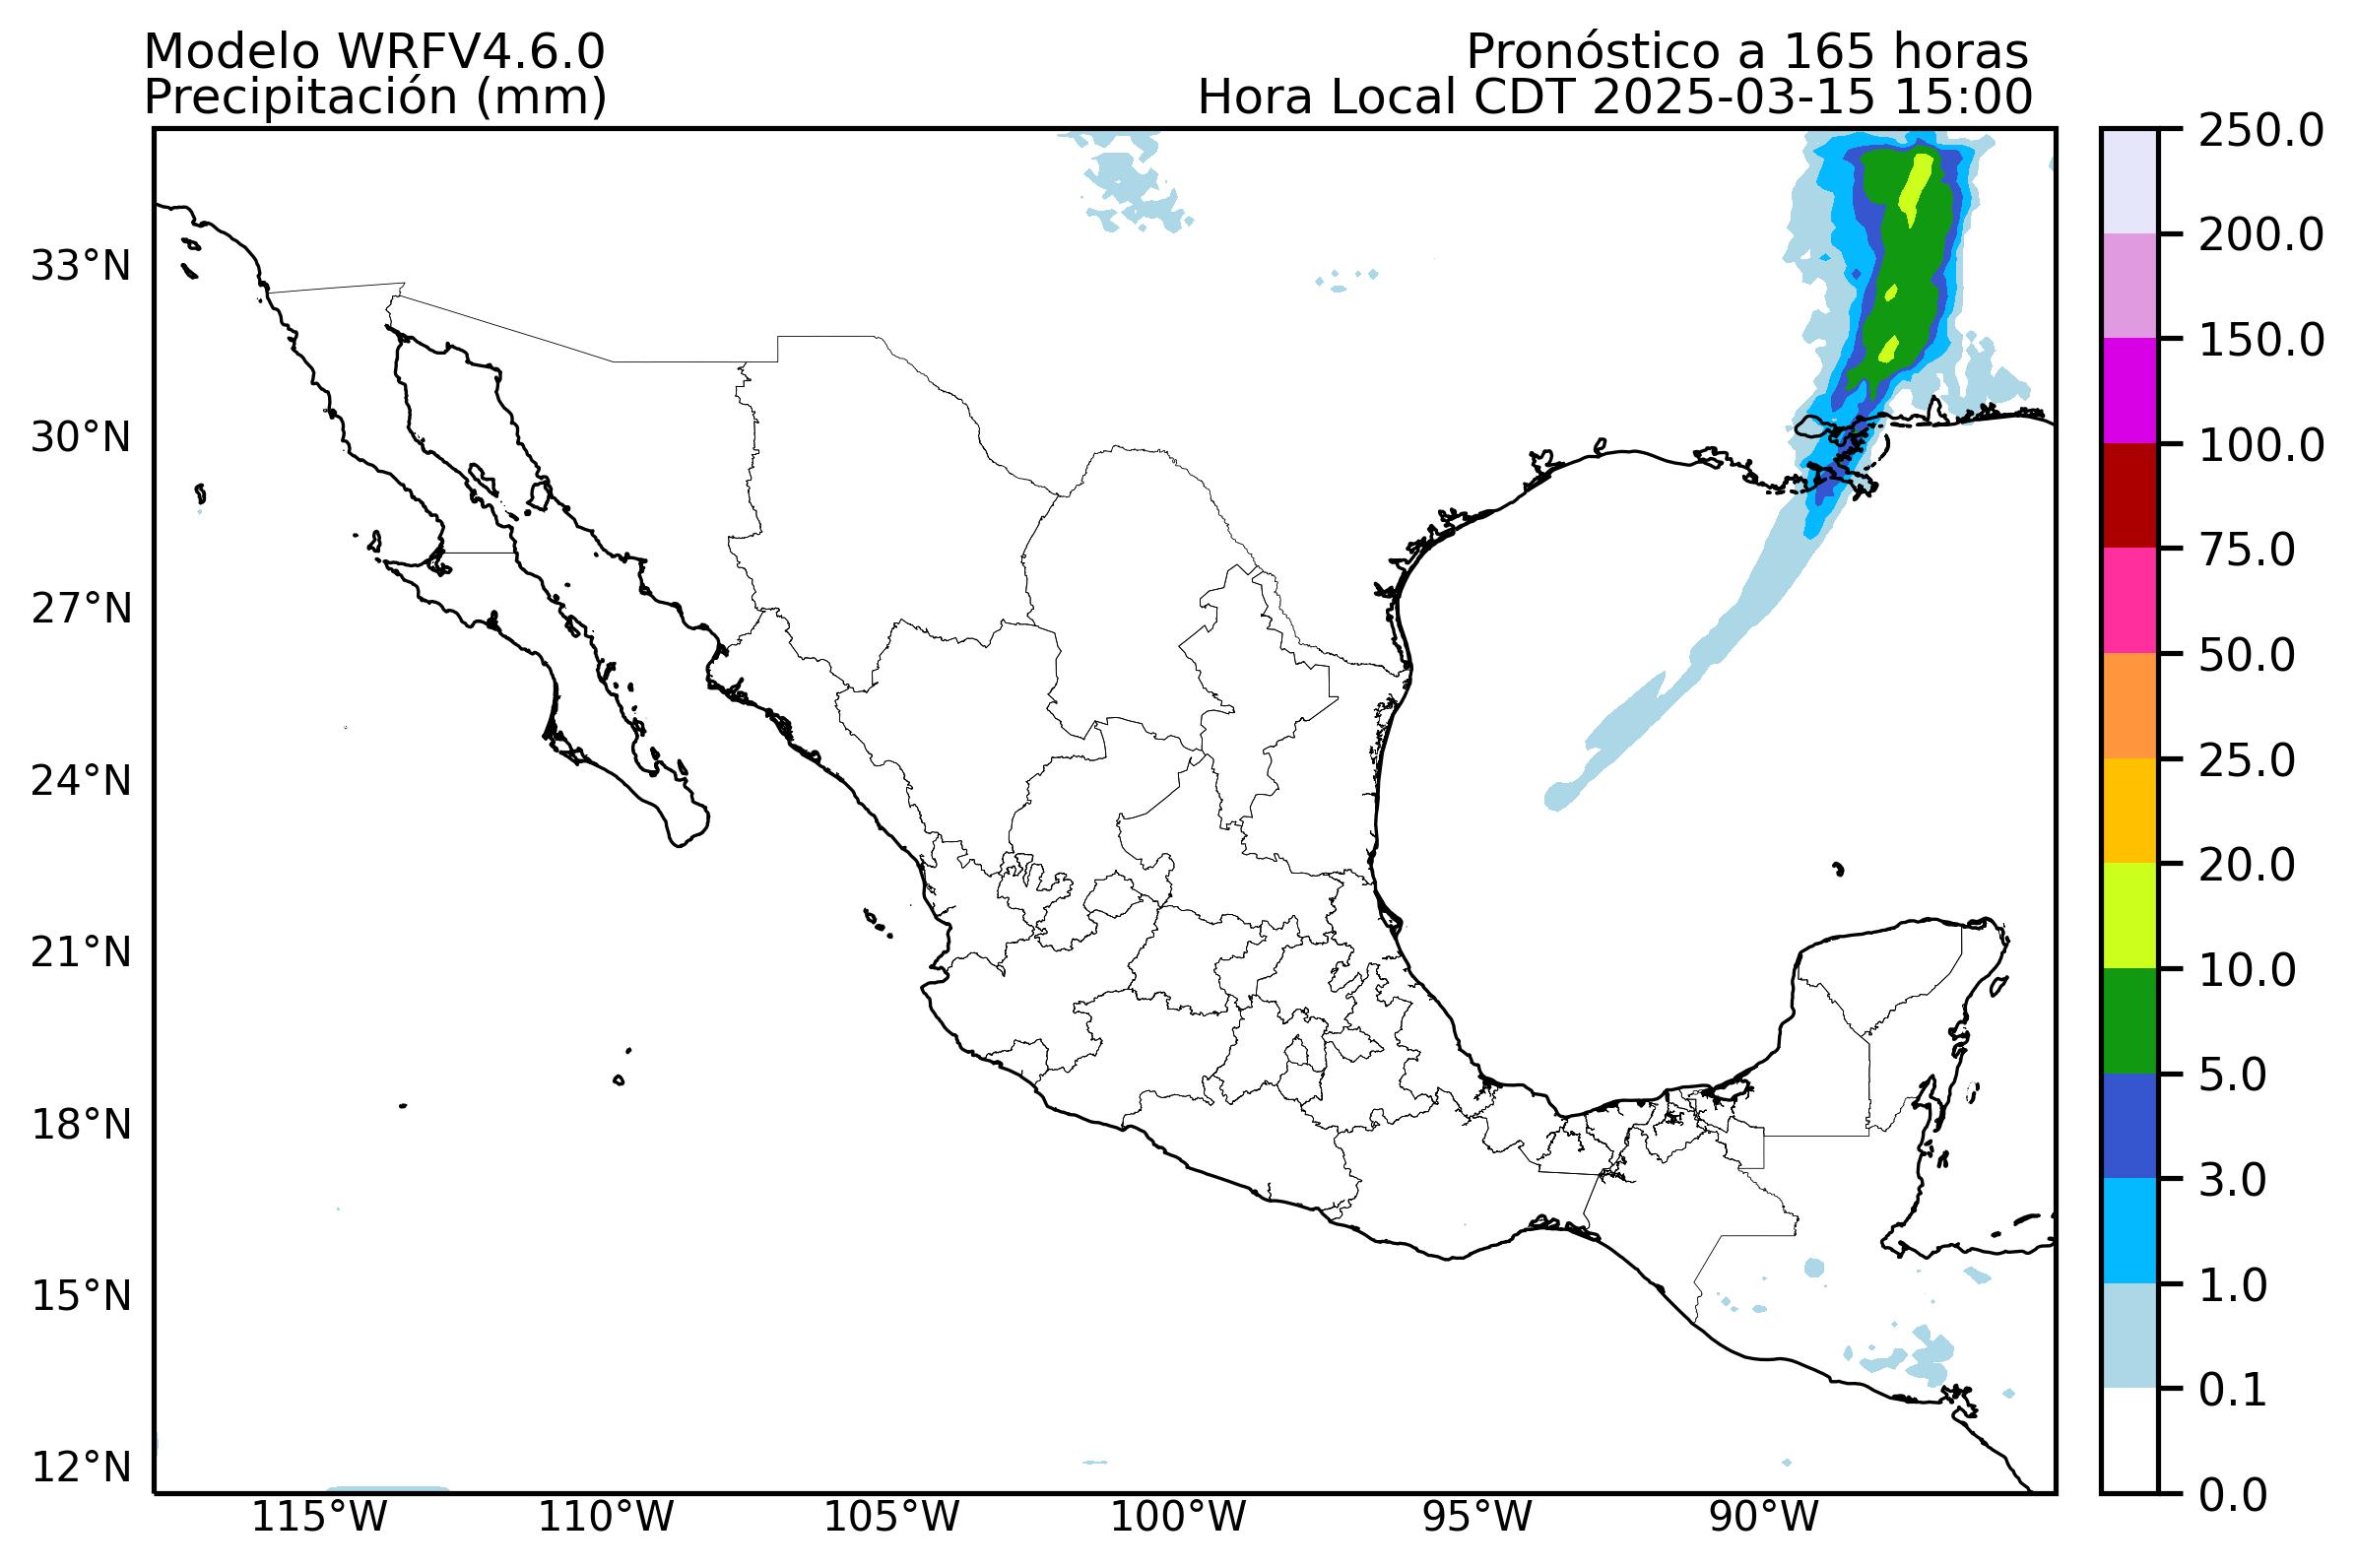 Modelo WRFV4.6.0
Precipitación (mm)
Pronóstico a 165 horas
Hora Local CDT 2025-03-15 15:00
33°N
30°N
27°N
24°N
21°N
18°N
15°N
12°N
115°W
110°W
105°W
100°W
95°W
90°W
250.0
200.0
150.0
100.0
75.0
50.0
25.0
20.0
10.0
5.0
3.0
1.0
0.1
0.0